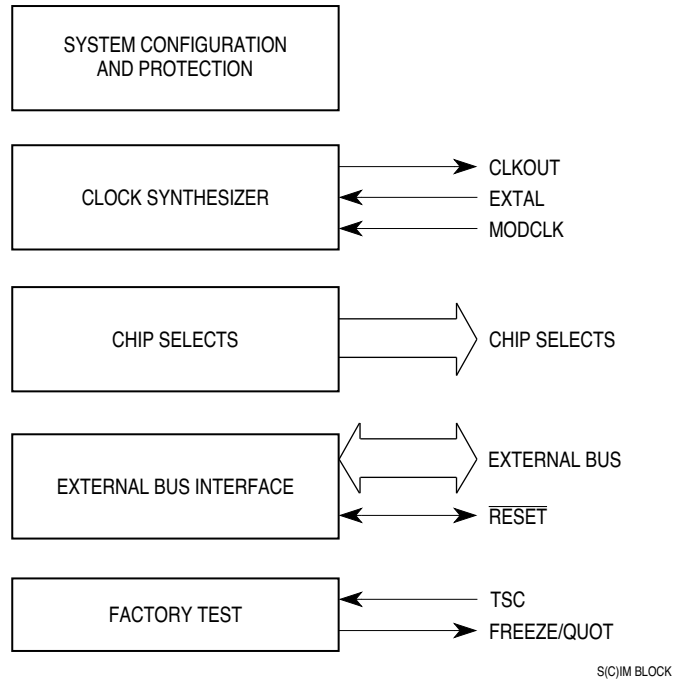 SYSTEM CONFIGURATION
AND PROTECTION
CLOCK SYNTHESIZER
CLKOUT
EXTAL
MODCLK
CHIP SELECTS
CHIP SELECTS
EXTERNAL BUS INTERFACE
EXTERNAL BUS
RESET
FACTORY TEST
TSC
FREEZE/QUOT
S(C)IM BLOCK